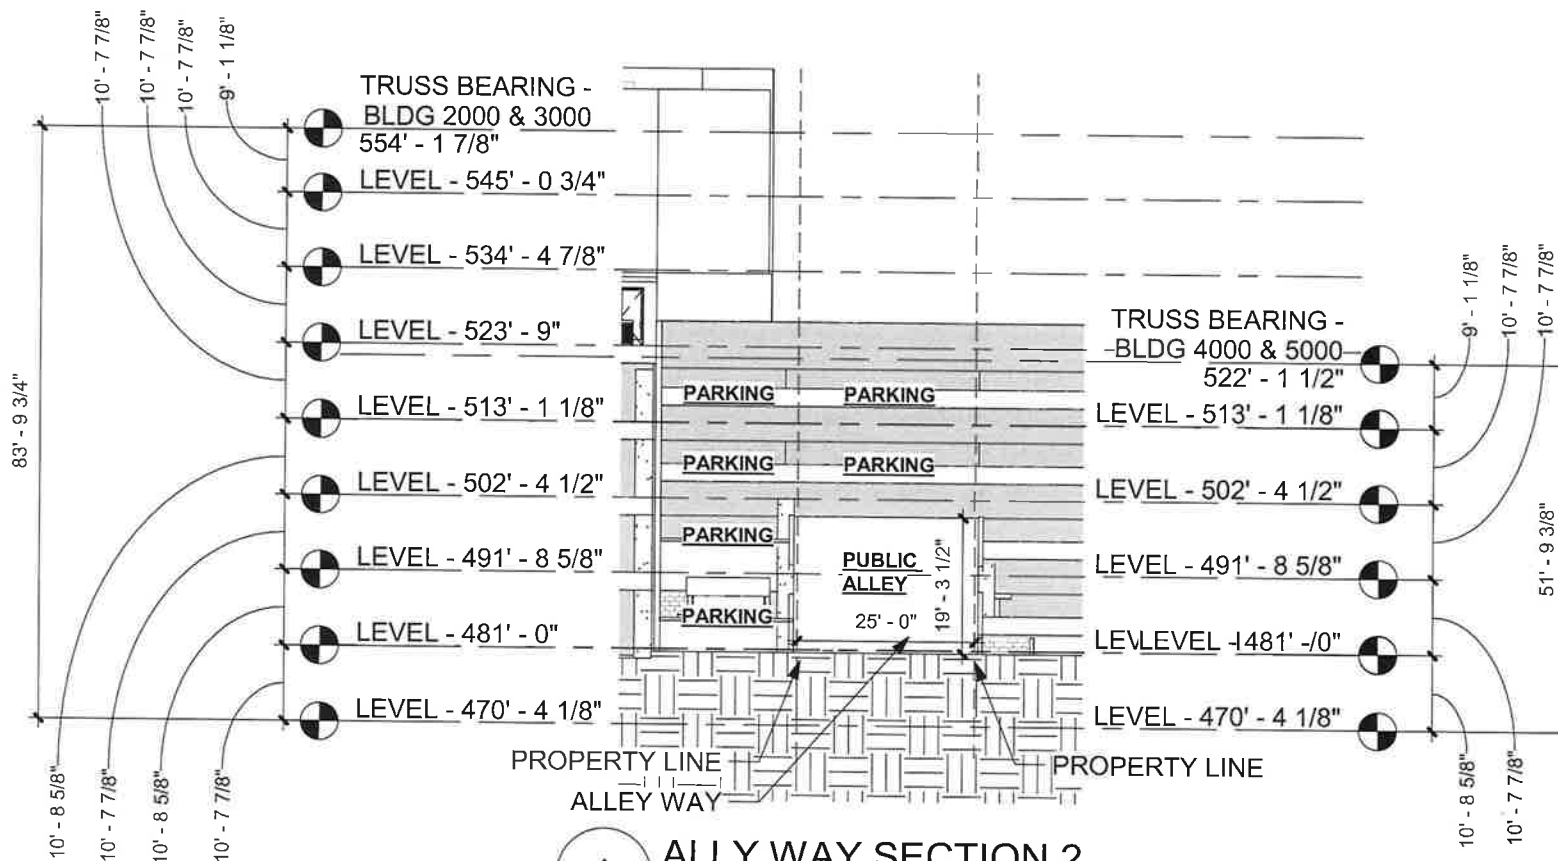 10' - 7 7/8"
10' - 7 7/8"
10' - 7 7/8"
9' - 1 1/8"
TRUSS BEARING -
BLDG 2000 & 3000
554' - 1 7/8"
LEVEL - 545' - 0 3/4"
LEVEL - 534' - 4 7/8"
LEVEL - 523' - 9"
LEVEL - 513' - 1 1/8"
LEVEL - 502' - 4 1/2"
LEVEL - 491' - 8 5/8"
LEVEL - 481' - 0"
LEVEL - 470' - 4 1/8"
83' - 9 3/4"
10' - 8 5/8"
10' - 7 7/8"
10' - 8 5/8"
10' - 7 7/8"
PARKING PARKING
PARKING PARKING
PARKING
PARKING
PUBLIC
ALLEY
25' - 0"
19' - 3 1/2"
PROPERTY LINE
ALLEY WAY
PROPERTY LINE
TRUSS BEARING -
BLDG 4000 & 5000
522' - 1 1/2"
LEVEL - 513' - 1 1/8"
LEVEL - 502' - 4 1/2"
LEVEL - 491' - 8 5/8"
LEVEL - 481' - 0"
LEVEL - 470' - 4 1/8"
9' - 1 1/8"
10' - 7 7/8"
10' - 7 7/8"
51' - 9 3/8"
10' - 8 5/8"
10' - 7 7/8"
ALLY WAY SECTION 2